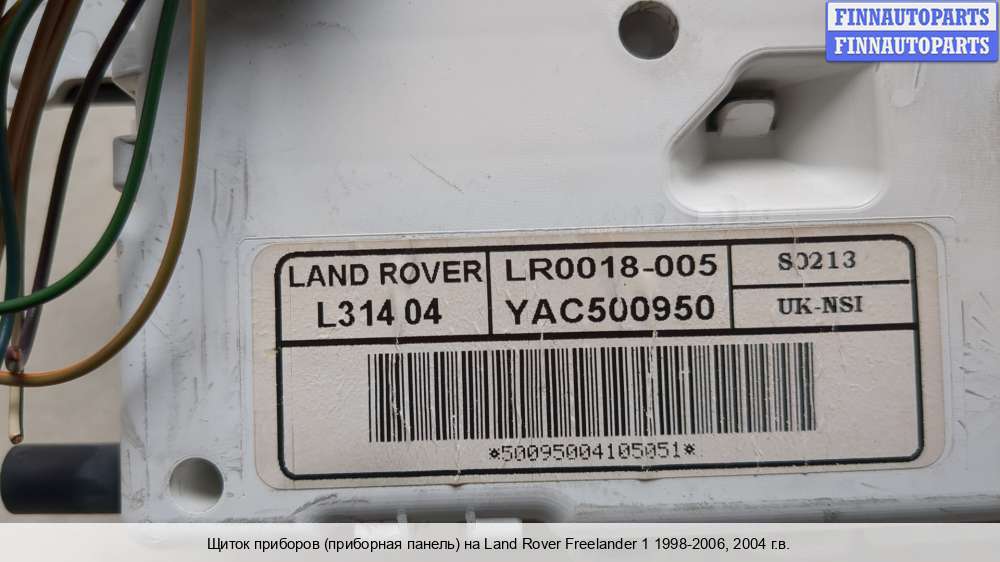 FINNAUTOPARTS
FINNAUTOPARTS
LAND ROVER
L314 04
LR0018-005
YAC500950
S0213
UK-NSI
*50095004105051*
Щиток приборов (приборная панель) на Land Rover Freelander 1 1998-2006, 2004 г.в.